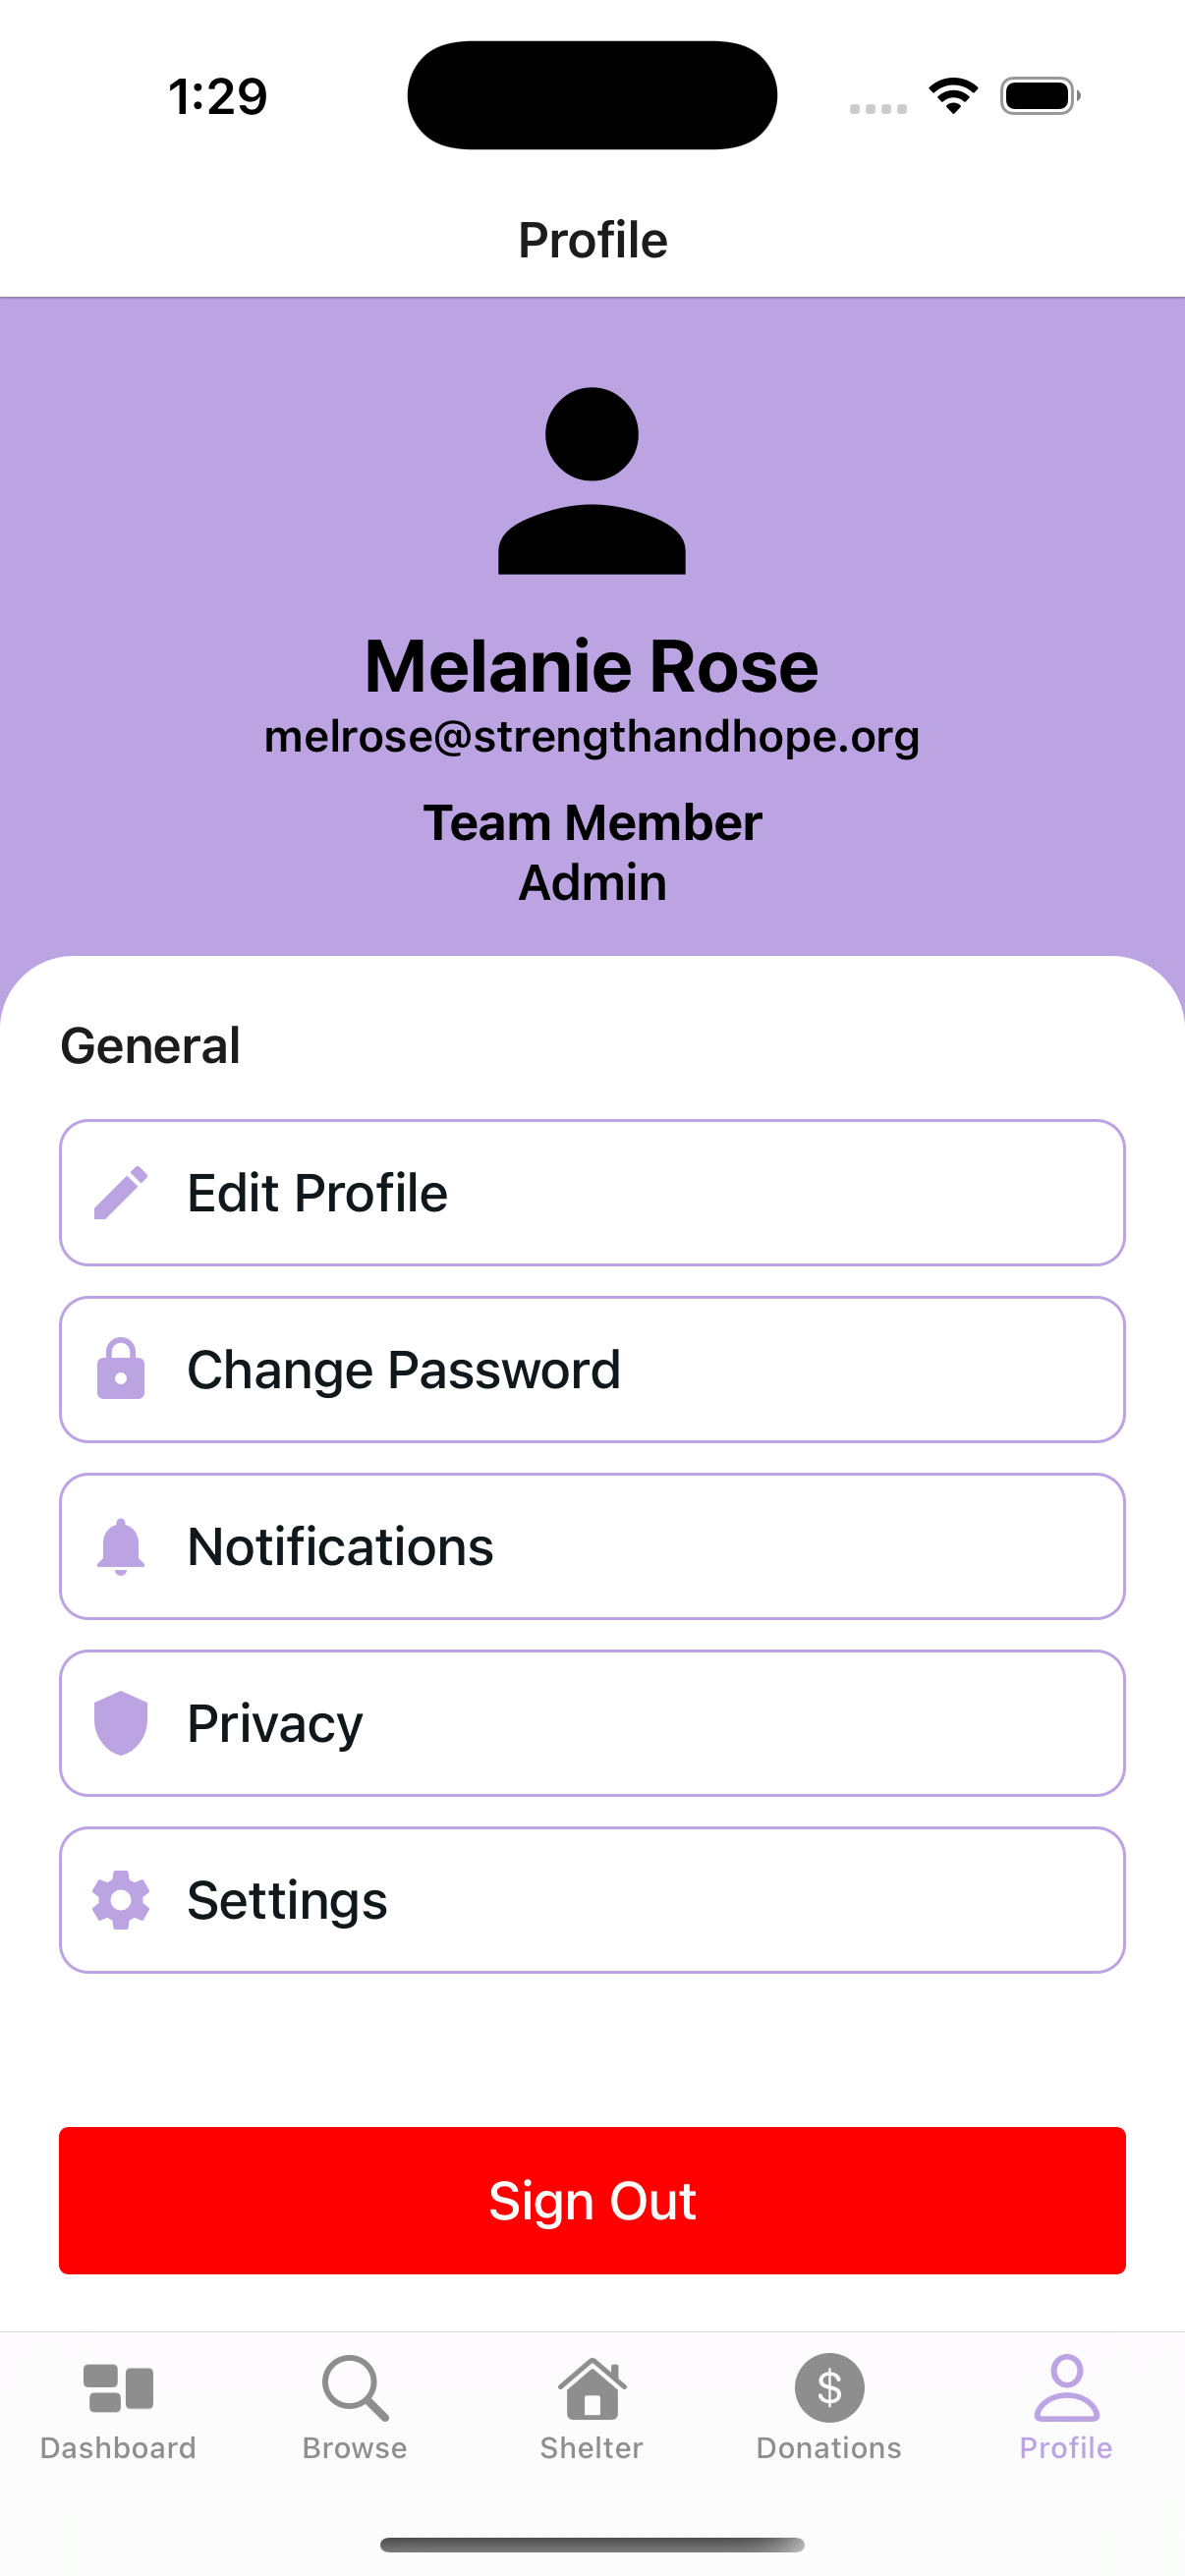 1:29
Profile
Melanie Rose
melrose@strengthandhope.org
Team Member
Admin
General
Edit Profile
Change Password
Notifications
Privacy
Settings
Sign Out
$
Dashboard Browse Shelter Donations Profile